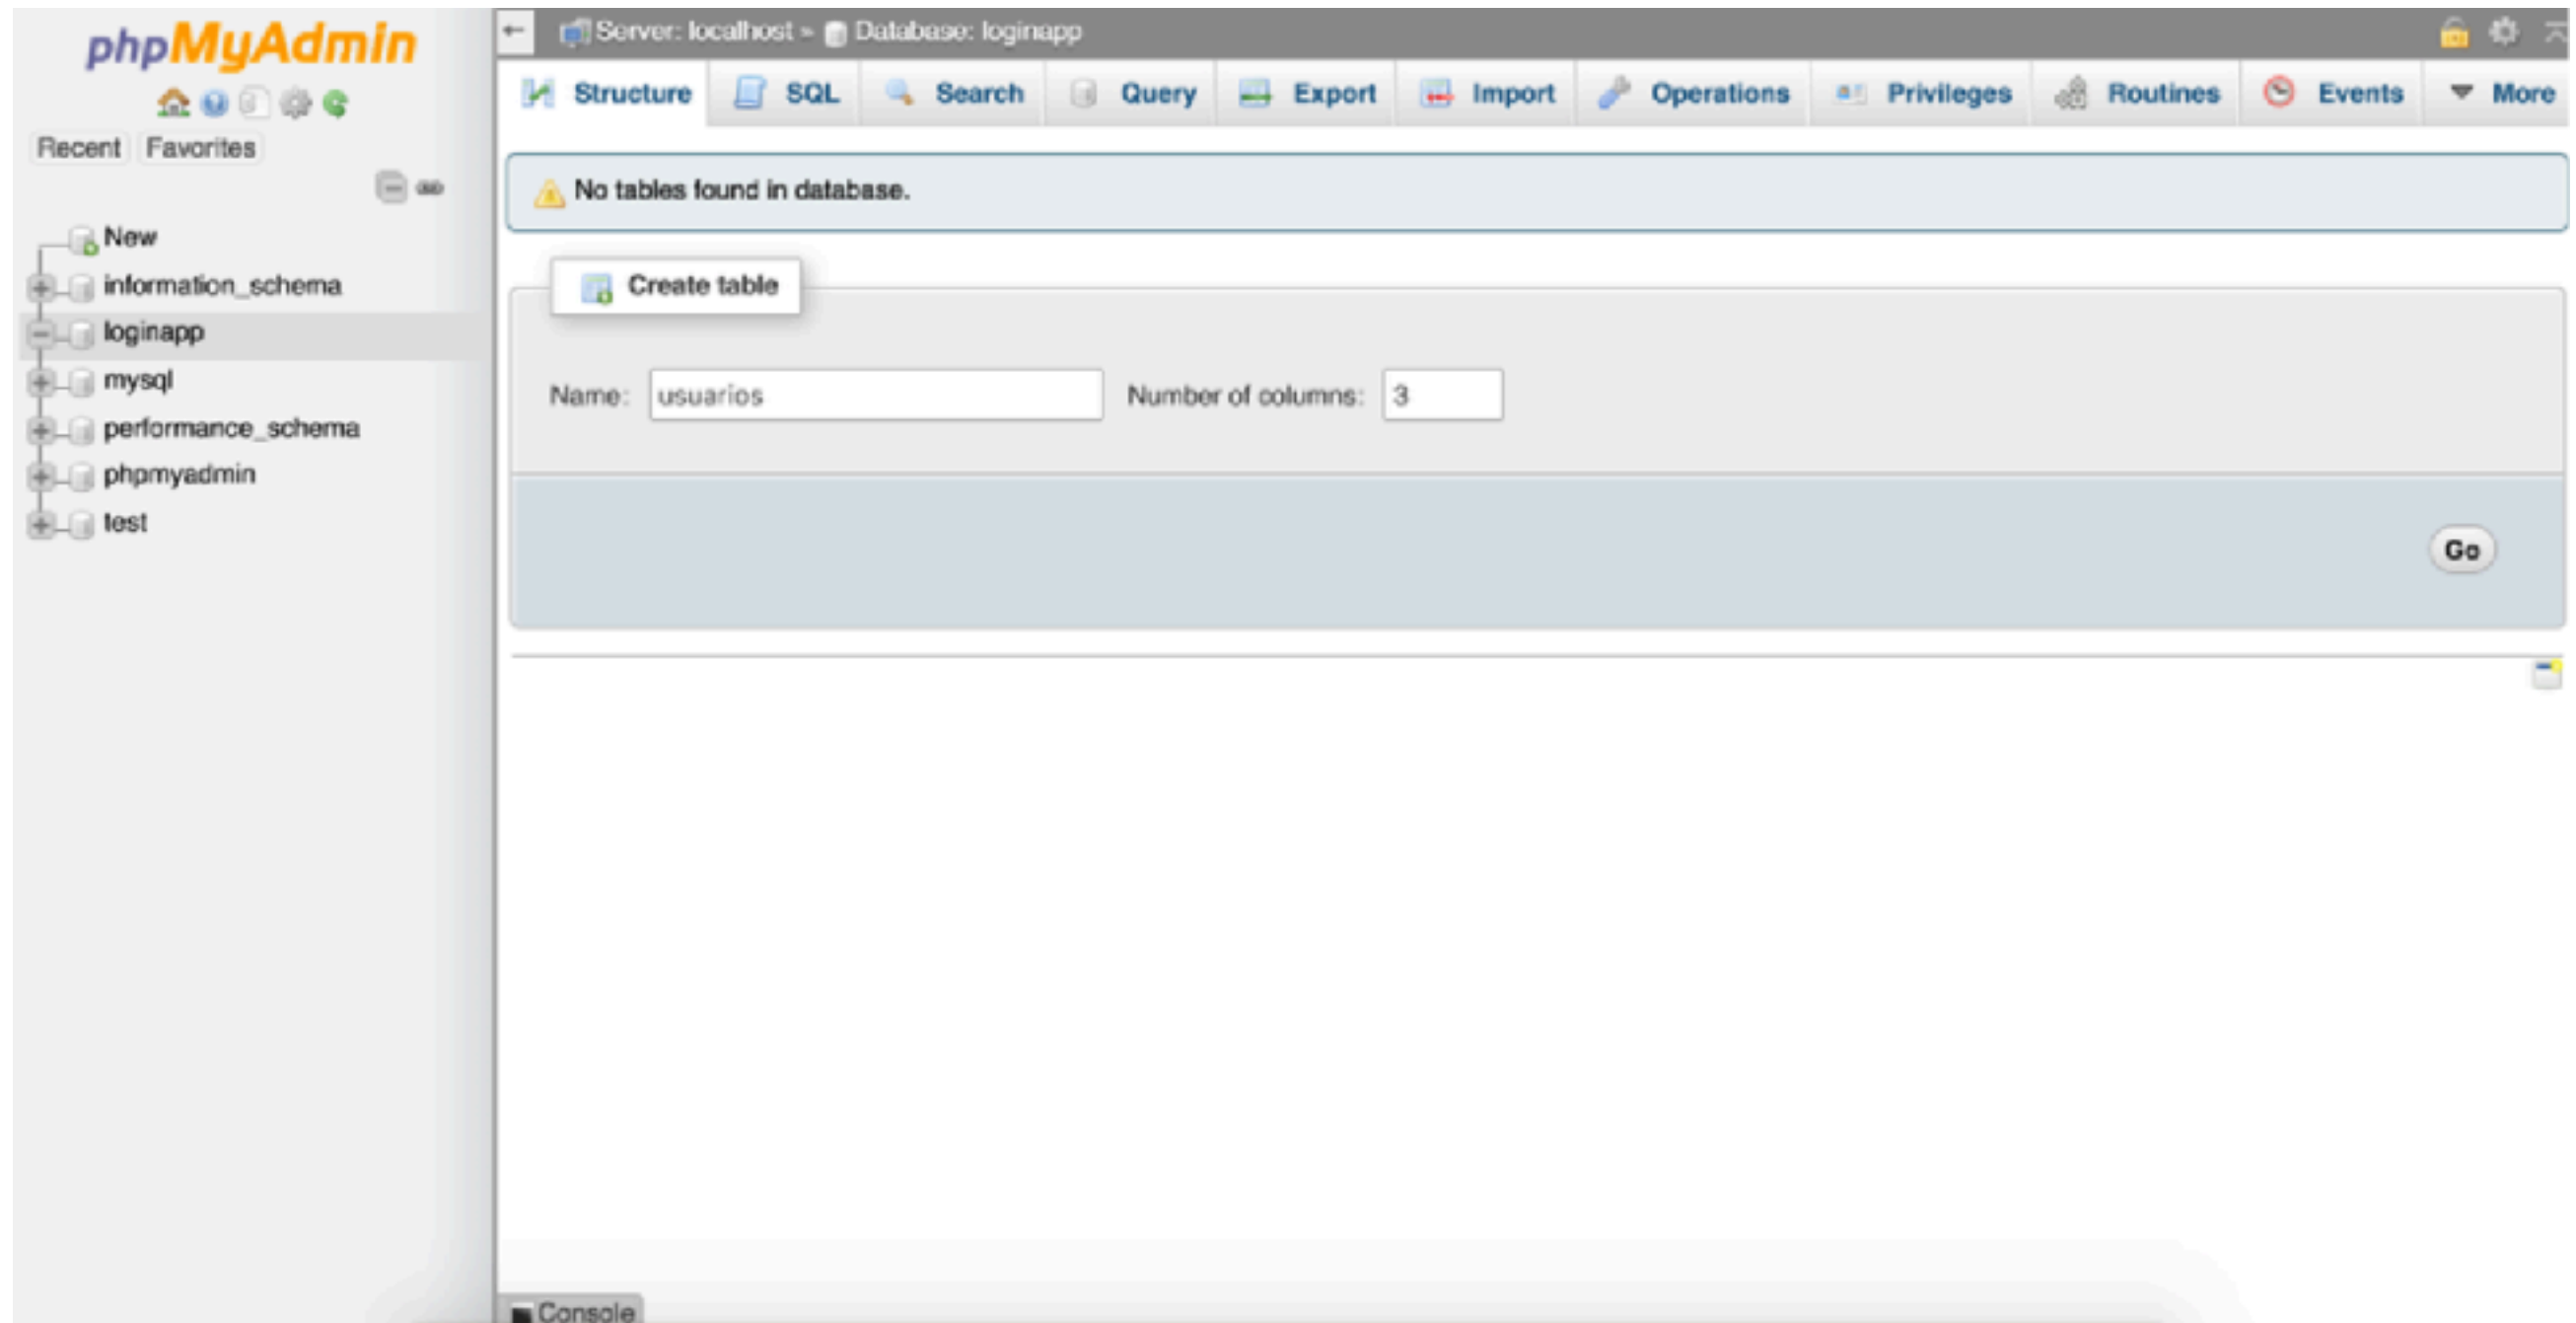 phpMyAdmin
Recent Favorites
New
information_schema
loginapp
mysql
performance_schema
phpmyadmin
test
Server: localhost » Database: loginapp
Structure SQL Search Query Export Import Operations Privileges Routines Events More
No tables found in database.
Create table
Name: usuarios Number of columns: 3
Go
Console